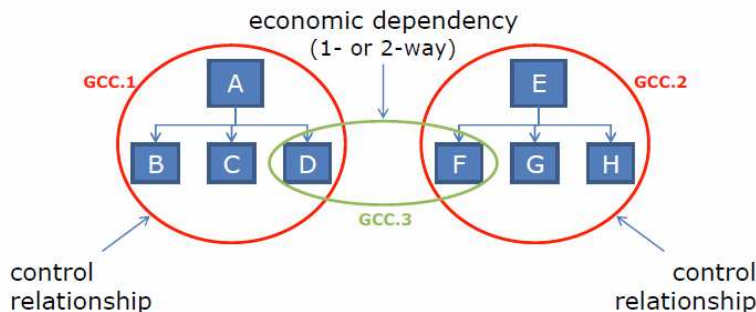 economic dependency
(1- or 2-way)
GCC.1
A
E
GCC.2
B
C
D
F
G
H
GCC.3
control
relationship
control
relationship